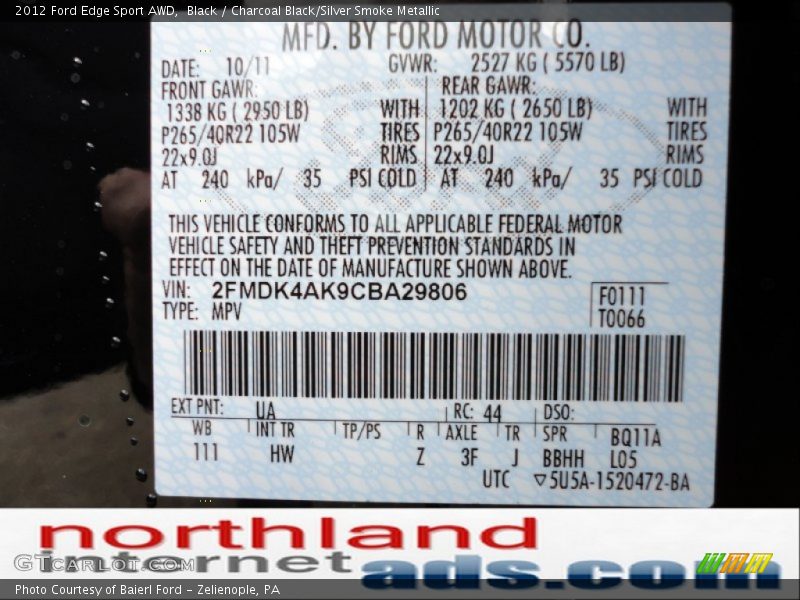 2012 Ford Edge Sport AWD,  Black / Charcoal Black/Silver Smoke Metallic
MFD. BY FORD MOTOR CO.
DATE: 10/11 GVWR: 2527 KG ( 5570 LB)
FRONT GAWR: REAR GAWR:
1338 KG ( 2950 LB) WITH 1202 KG ( 2650 LB) WITH
P265/40R22 105W TIRES P265/40R22 105W TIRES
22x9.0J RIMS 22x9.0J RIMS
AT 240 kPa/ 35 PSI COLD AT 240 kPa/ 35 PSI COLD
THIS VEHICLE CONFORMS TO ALL APPLICABLE FEDERAL MOTOR
VEHICLE SAFETY AND THEFT PREVENTION STANDARDS IN
EFFECT ON THE DATE OF MANUFACTURE SHOWN ABOVE.
VIN: 2FMDK4AK9CBA29806 F0111
TYPE: MPV T0066
EXT PNT: UA RC: 44 DSO:
WB INT TR TP/PS R AXLE TR SPR BQ11A
111 HW Z 3F J BBHH L05
UTC ▽5U5A-1520472-BA
northland
internet
ads.com
GTCARLOT.COM
Photo Courtesy of Baierl Ford - Zelienople, PA